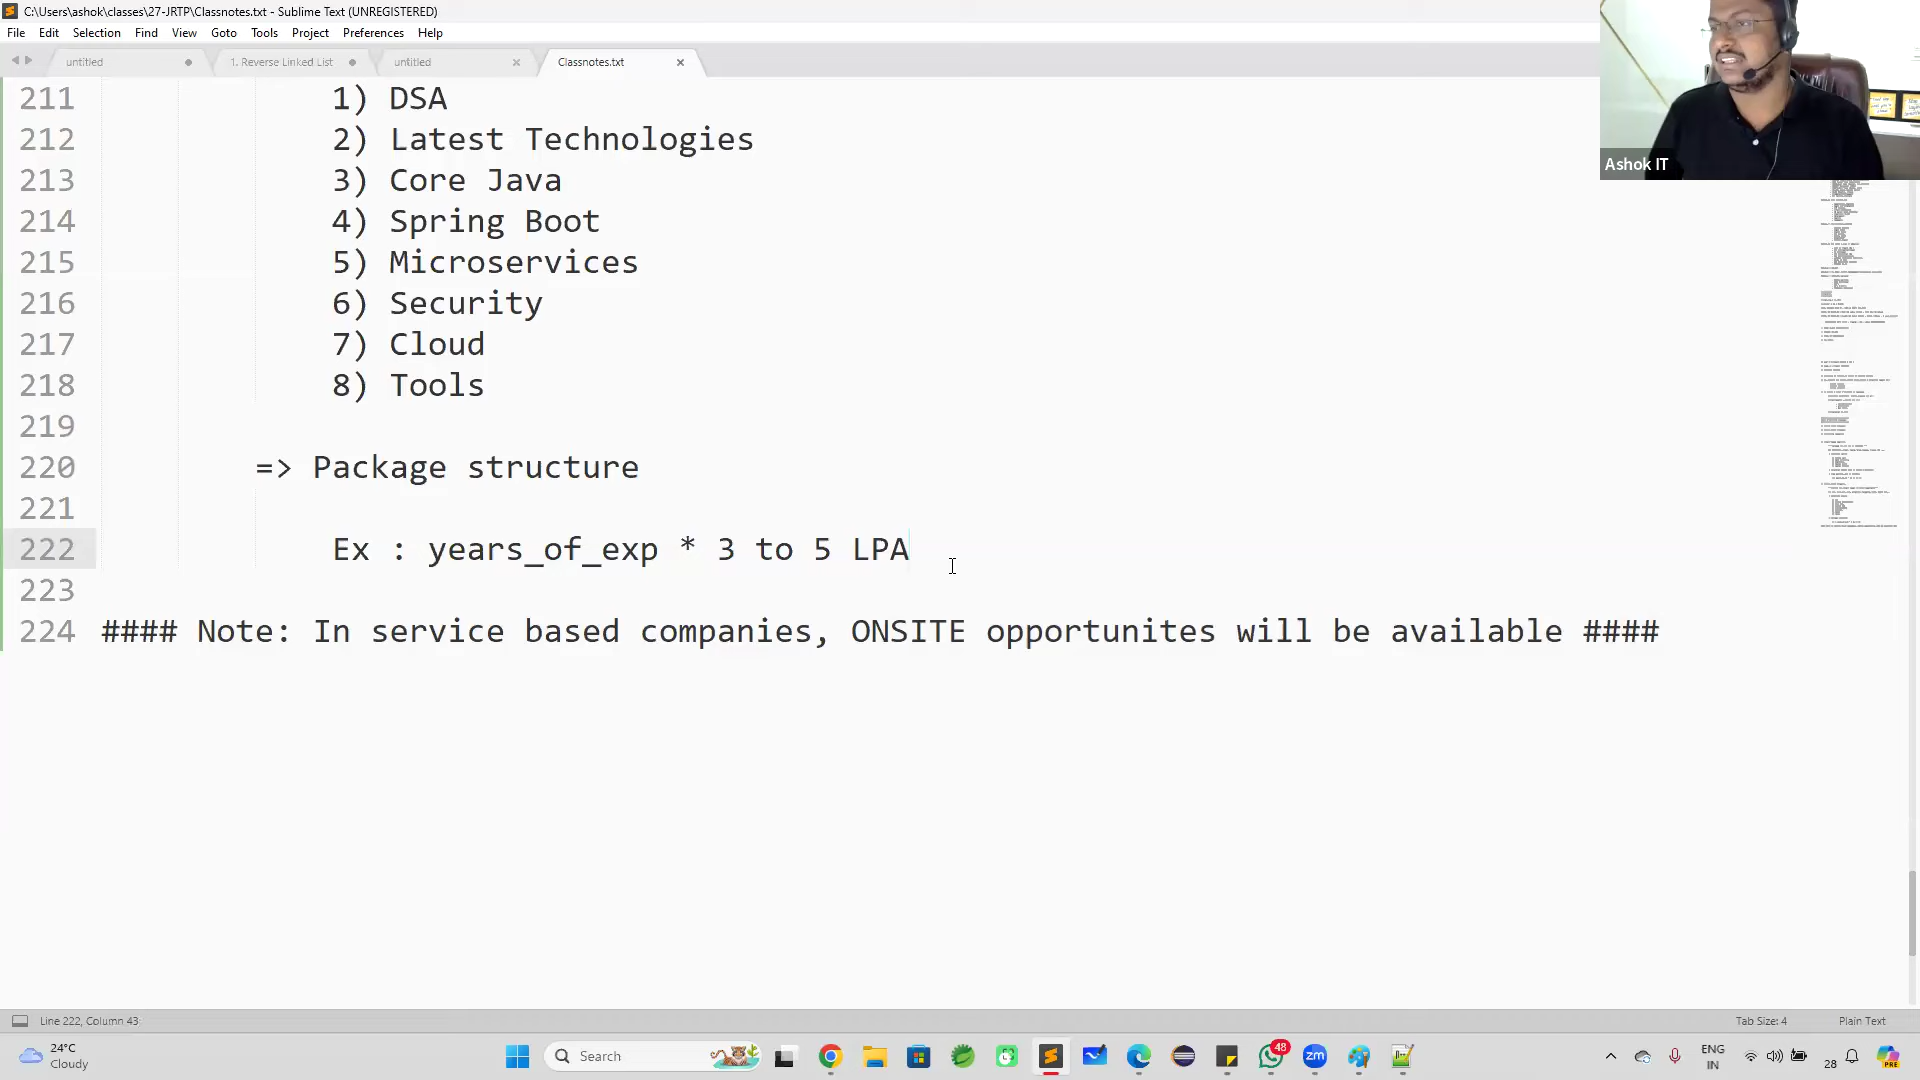 C:\Users\ashok\classes\27-JRTP\Classnotes.txt - Sublime Text (UNREGISTERED)
File Edit Selection Find View Goto Tools Project Preferences Help
untitled 1. Reverse Linked List untitled Classnotes.txt
211 1) DSA
212 2) Latest Technologies
213 3) Core Java
214 4) Spring Boot
215 5) Microservices
216 6) Security
217 7) Cloud
218 8) Tools
219
220 => Package structure
221
222 Ex : years_of_exp * 3 to 5 LPA
223
224 #### Note: In service based companies, ONSITE opportunites will be available ####
Ashok IT
Line 222, Column 43
Tab Size: 4
Plain Text
24°C
Cloudy
Search
48
zm
ENG
IN
28
PRE